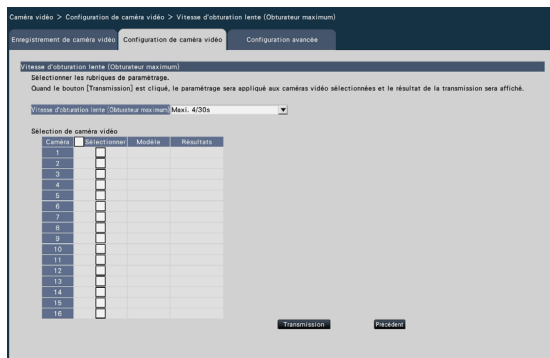 Caméra vidéo > Configuration de caméra vidéo > Vitesse d'obturation lente (Obturateur maximum)
Enregistrement de caméra vidéo Configuration de caméra vidéo Configuration avancée
Vitesse d'obturation lente (Obturateur maximum)
Sélectionner les rubriques de paramétrage.
Quand le bouton [Transmission] est cliqué, le paramétrage sera appliqué aux caméras vidéo sélectionnées et le résultat de la transmission sera affiché.
Vitesse d'obturation lente (Obturateur maximum) Maxi. 4/30s
Sélection de caméra vidéo
Caméra Sélectionner Modèle Résultats
1
2
3
4
5
6
7
8
9
10
11
12
13
14
15
16
Transmission Précédent